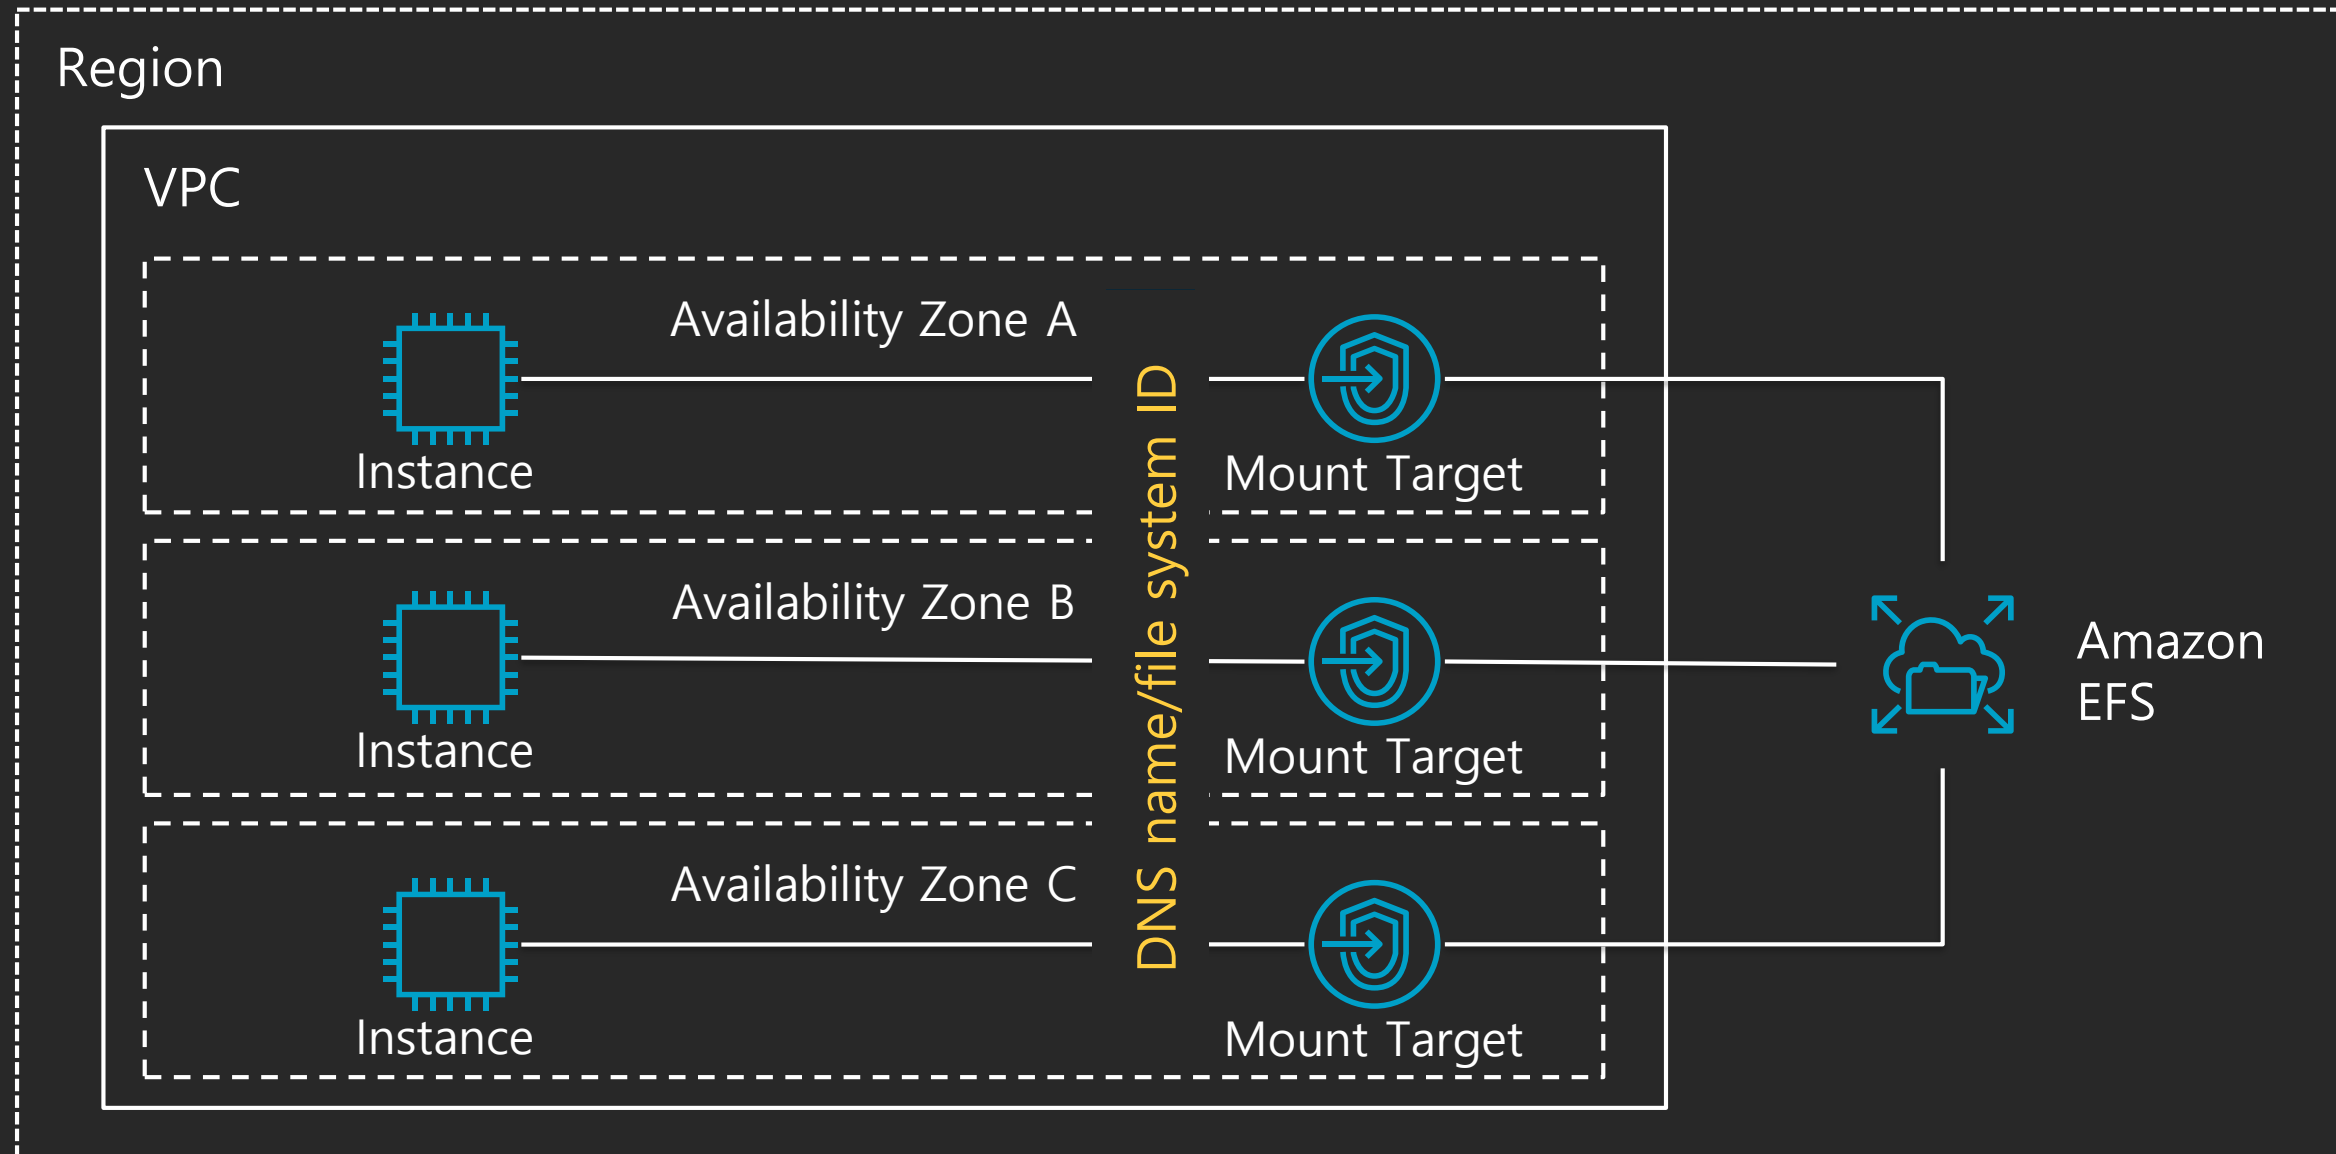 Region
VPC
Availability Zone A
Instance
Mount Target
Availability Zone B
Instance
Mount Target
Availability Zone C
Instance
Mount Target
DNS name/file system ID
Amazon
EFS